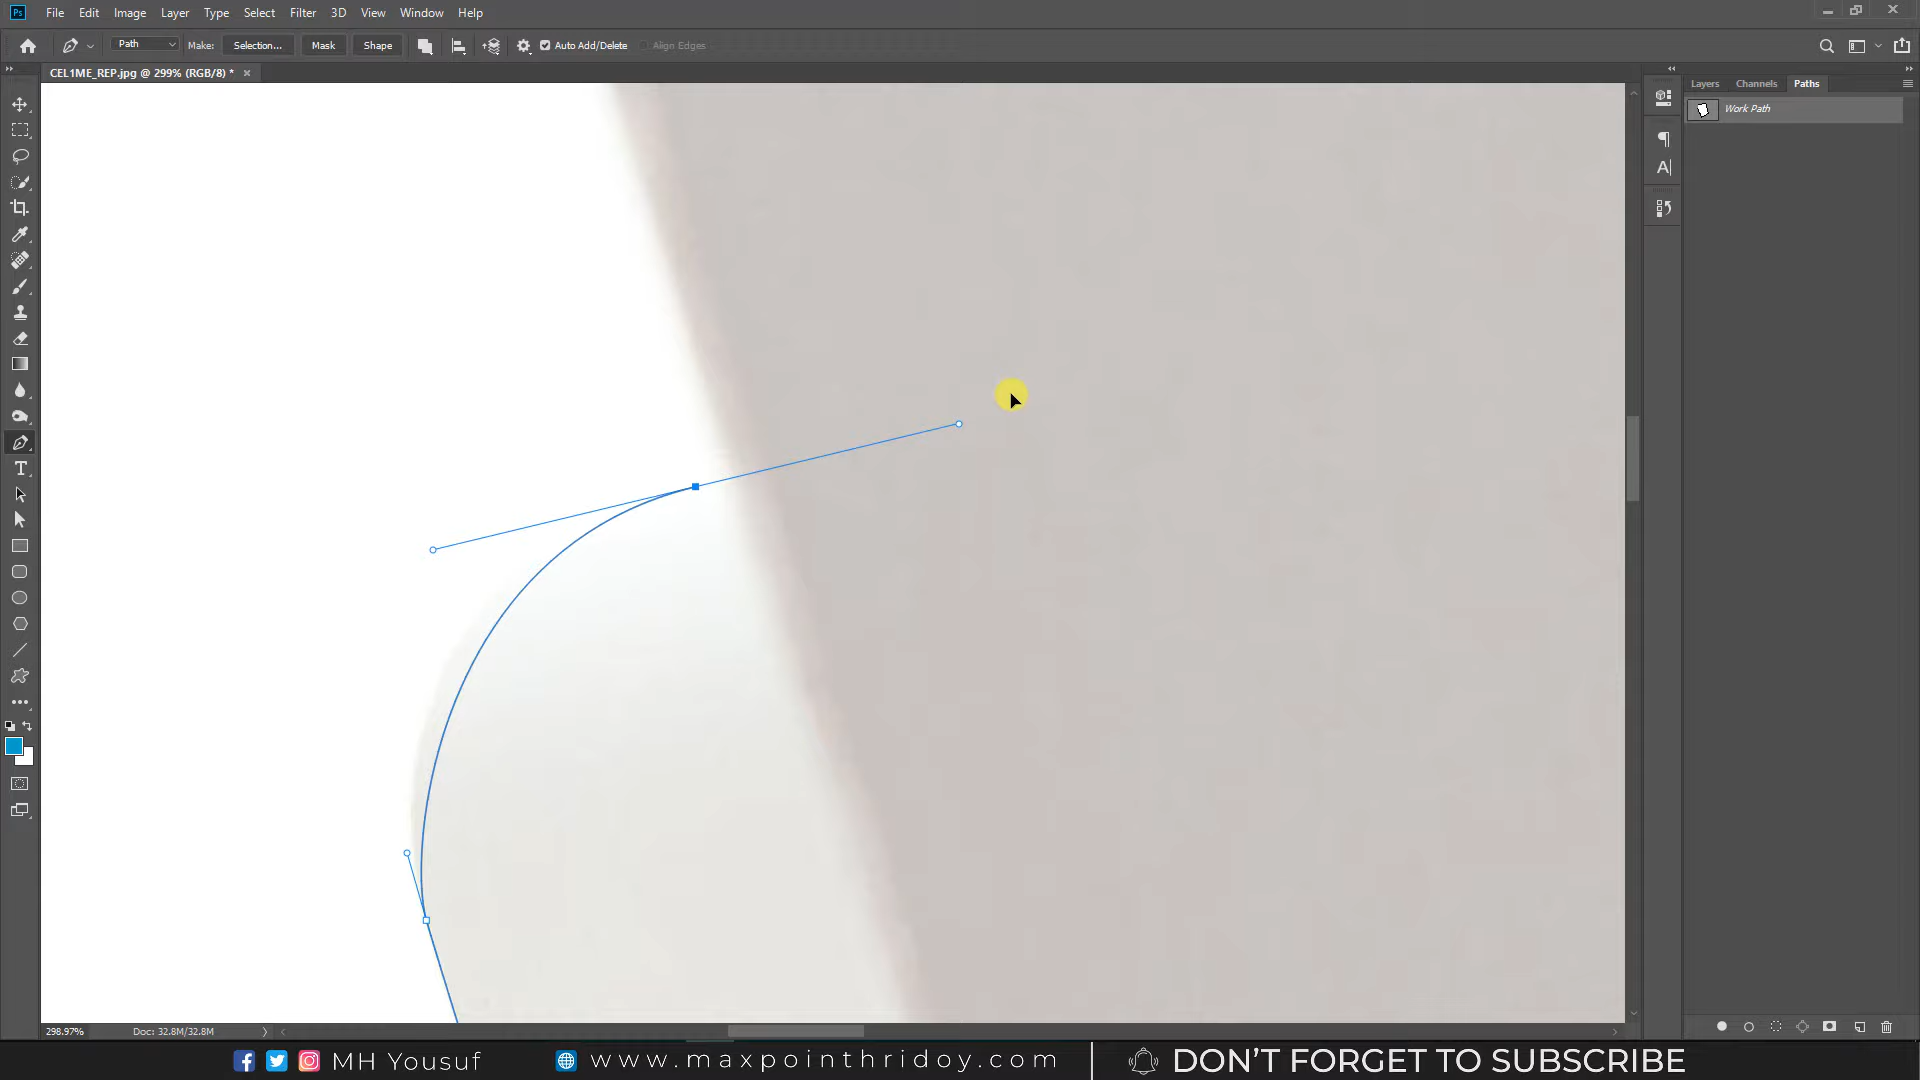 Ps File Edit Image Layer Type Select Filter 3D View Window Help
Path Make: Selection... Mask Shape Auto Add/Delete Align Edges
CEL1ME_REP.jpg @ 299% (RGB/8) *
Layers Channels Paths
Work Path
298.97% Doc: 32.8M/32.8M
MH Yousuf www.maxpointhridoy.com DON'T FORGET TO SUBSCRIBE